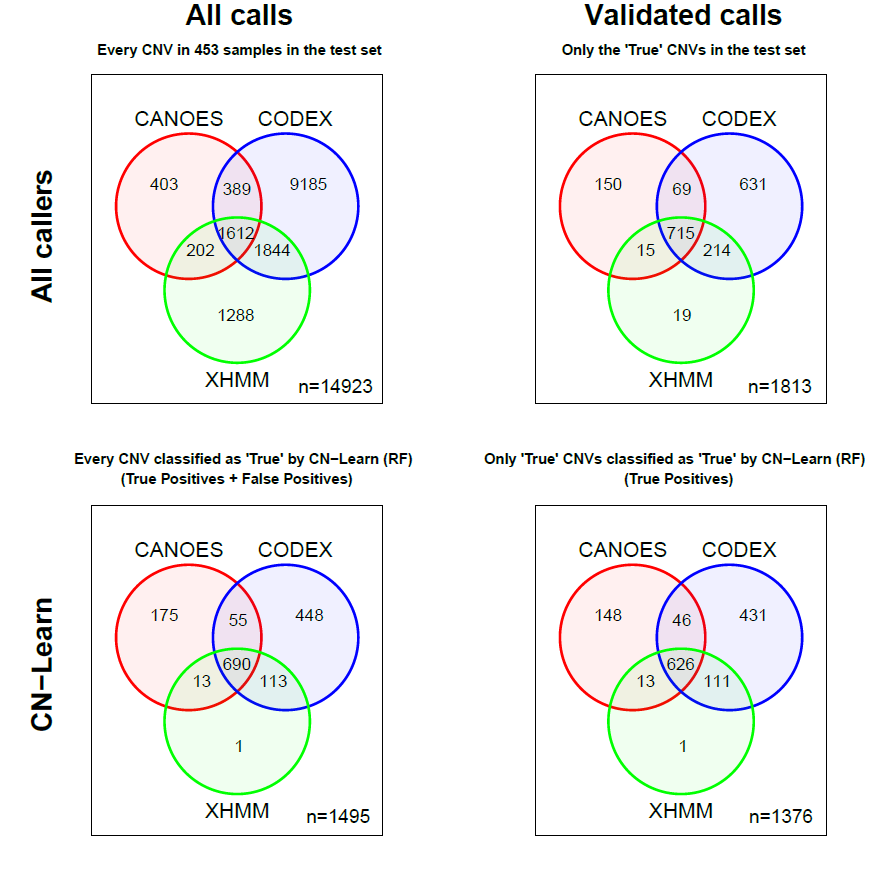 All calls
Validated calls
Every CNV in 453 samples in the test set
Only the 'True' CNVs in the test set
All callers
CANOES CODEX
403 389 9185
1612
202 1844
1288
XHMM
n=14923
CANOES CODEX
150 69 631
715
15 214
19
XHMM
n=1813
Every CNV classified as 'True' by CN−Learn (RF)
(True Positives + False Positives)
Only 'True' CNVs classified as 'True' by CN−Learn (RF)
(True Positives)
CN−Learn
CANOES CODEX
175 55 448
690
13 113
1
XHMM
n=1495
CANOES CODEX
148 46 431
626
13 111
1
XHMM
n=1376